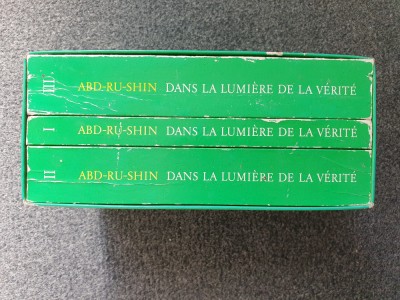 III ABD-RU-SHIN DANS LA LUMIÈRE DE LA VÉRITÉ
I ABD-RU-SHIN DANS LA LUMIÈRE DE LA VÉRITÉ
II ABD-RU-SHIN DANS LA LUMIÈRE DE LA VÉRITÉ